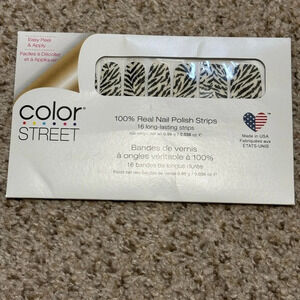 Easy Peel
& Apply
Faciles à Décoller
et à Appliquer
color
STREET
100% Real Nail Polish Strips
16 long-lasting strips
Made in USA
Fabriquées aux
ÉTATS-UNIS
Bandes de vernis
à ongles véritable à 100%
16 bandes de longue durée